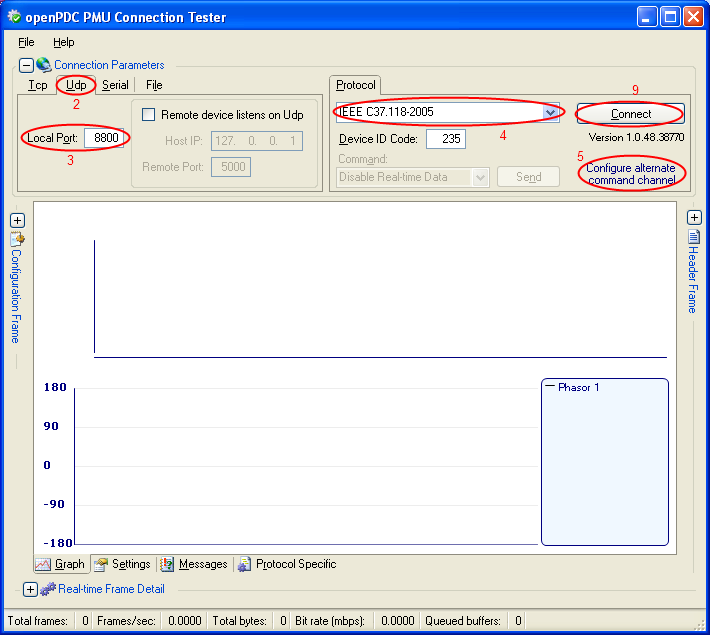 openPDC PMU Connection Tester
File Help
Connection Parameters
Tcp Udp Serial File
2
Local Port: 8800
3
Remote device listens on Udp
Host IP: 127. 0. 0. 1
Remote Port: 5000
Protocol
IEEE C37.118-2005
4
Device ID Code: 235
Command:
Disable Real-time Data Send
9
Connect
Version 1.0.48.38770
5
Configure alternate
command channel
Configuration Frame
Header Frame
180
90
0
-90
-180
Phasor 1
Graph Settings Messages Protocol Specific
Real-time Frame Detail
Total frames: 0 Frames/sec: 0.0000 Total bytes: 0 Bit rate (mbps): 0.0000 Queued buffers: 0